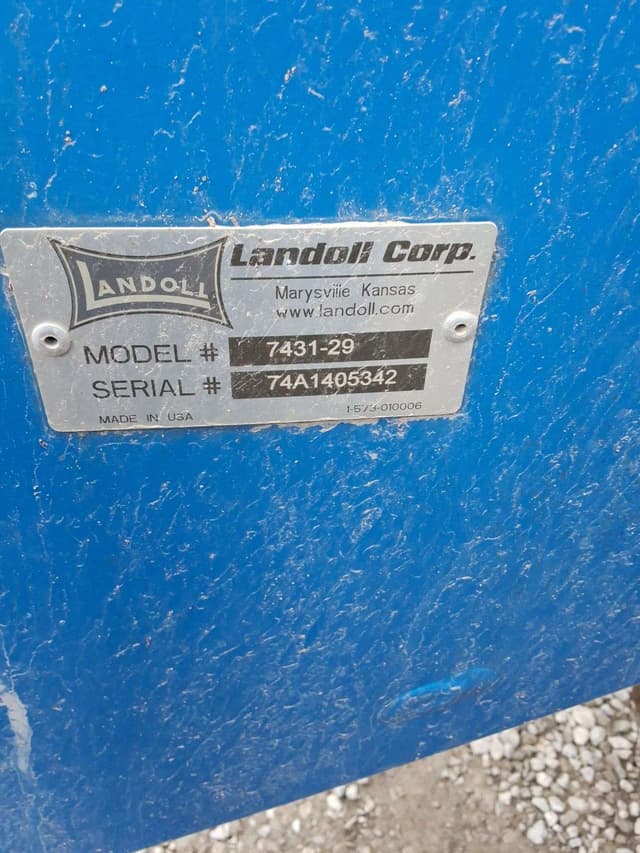 LANDOLL
Landoll Corp.
Marysville Kansas
www.landoll.com
MODEL # 7431-29
SERIAL # 74A1405342
MADE IN USA
1-573-010006